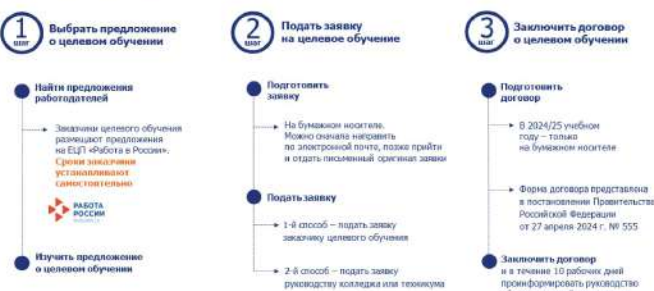 1
шаг
Выбрать предложение
о целевом обучении
Найти предложения
работодателей
Заказчики целевого обучения
размещают предложения
на ЕЦП «Работа в России».
Сроки заказчики
устанавливают
самостоятельно
РАБОТА
РОССИИ
Изучить предложение
о целевом обучении
2
шаг
Подать заявку
на целевое обучение
Подготовить
заявку
На бумажном носителе.
Можно сначала направить
по электронной почте, позже прийти
и отдать письменный оригинал заявки
Подать заявку
1-й способ – подать заявку
заказчику целевого обучения
2-й способ – подать заявку
руководству колледжа или техникума
3
шаг
Заключить договор
о целевом обучении
Подготовить
договор
В 2024/25 учебном
году – только
на бумажном носителе
Форма договора представлена
в постановлении Правительства
Российской Федерации
от 27 апреля 2024 г. № 555
Заключить договор
и в течение 10 рабочих дней
проинформировать руководство